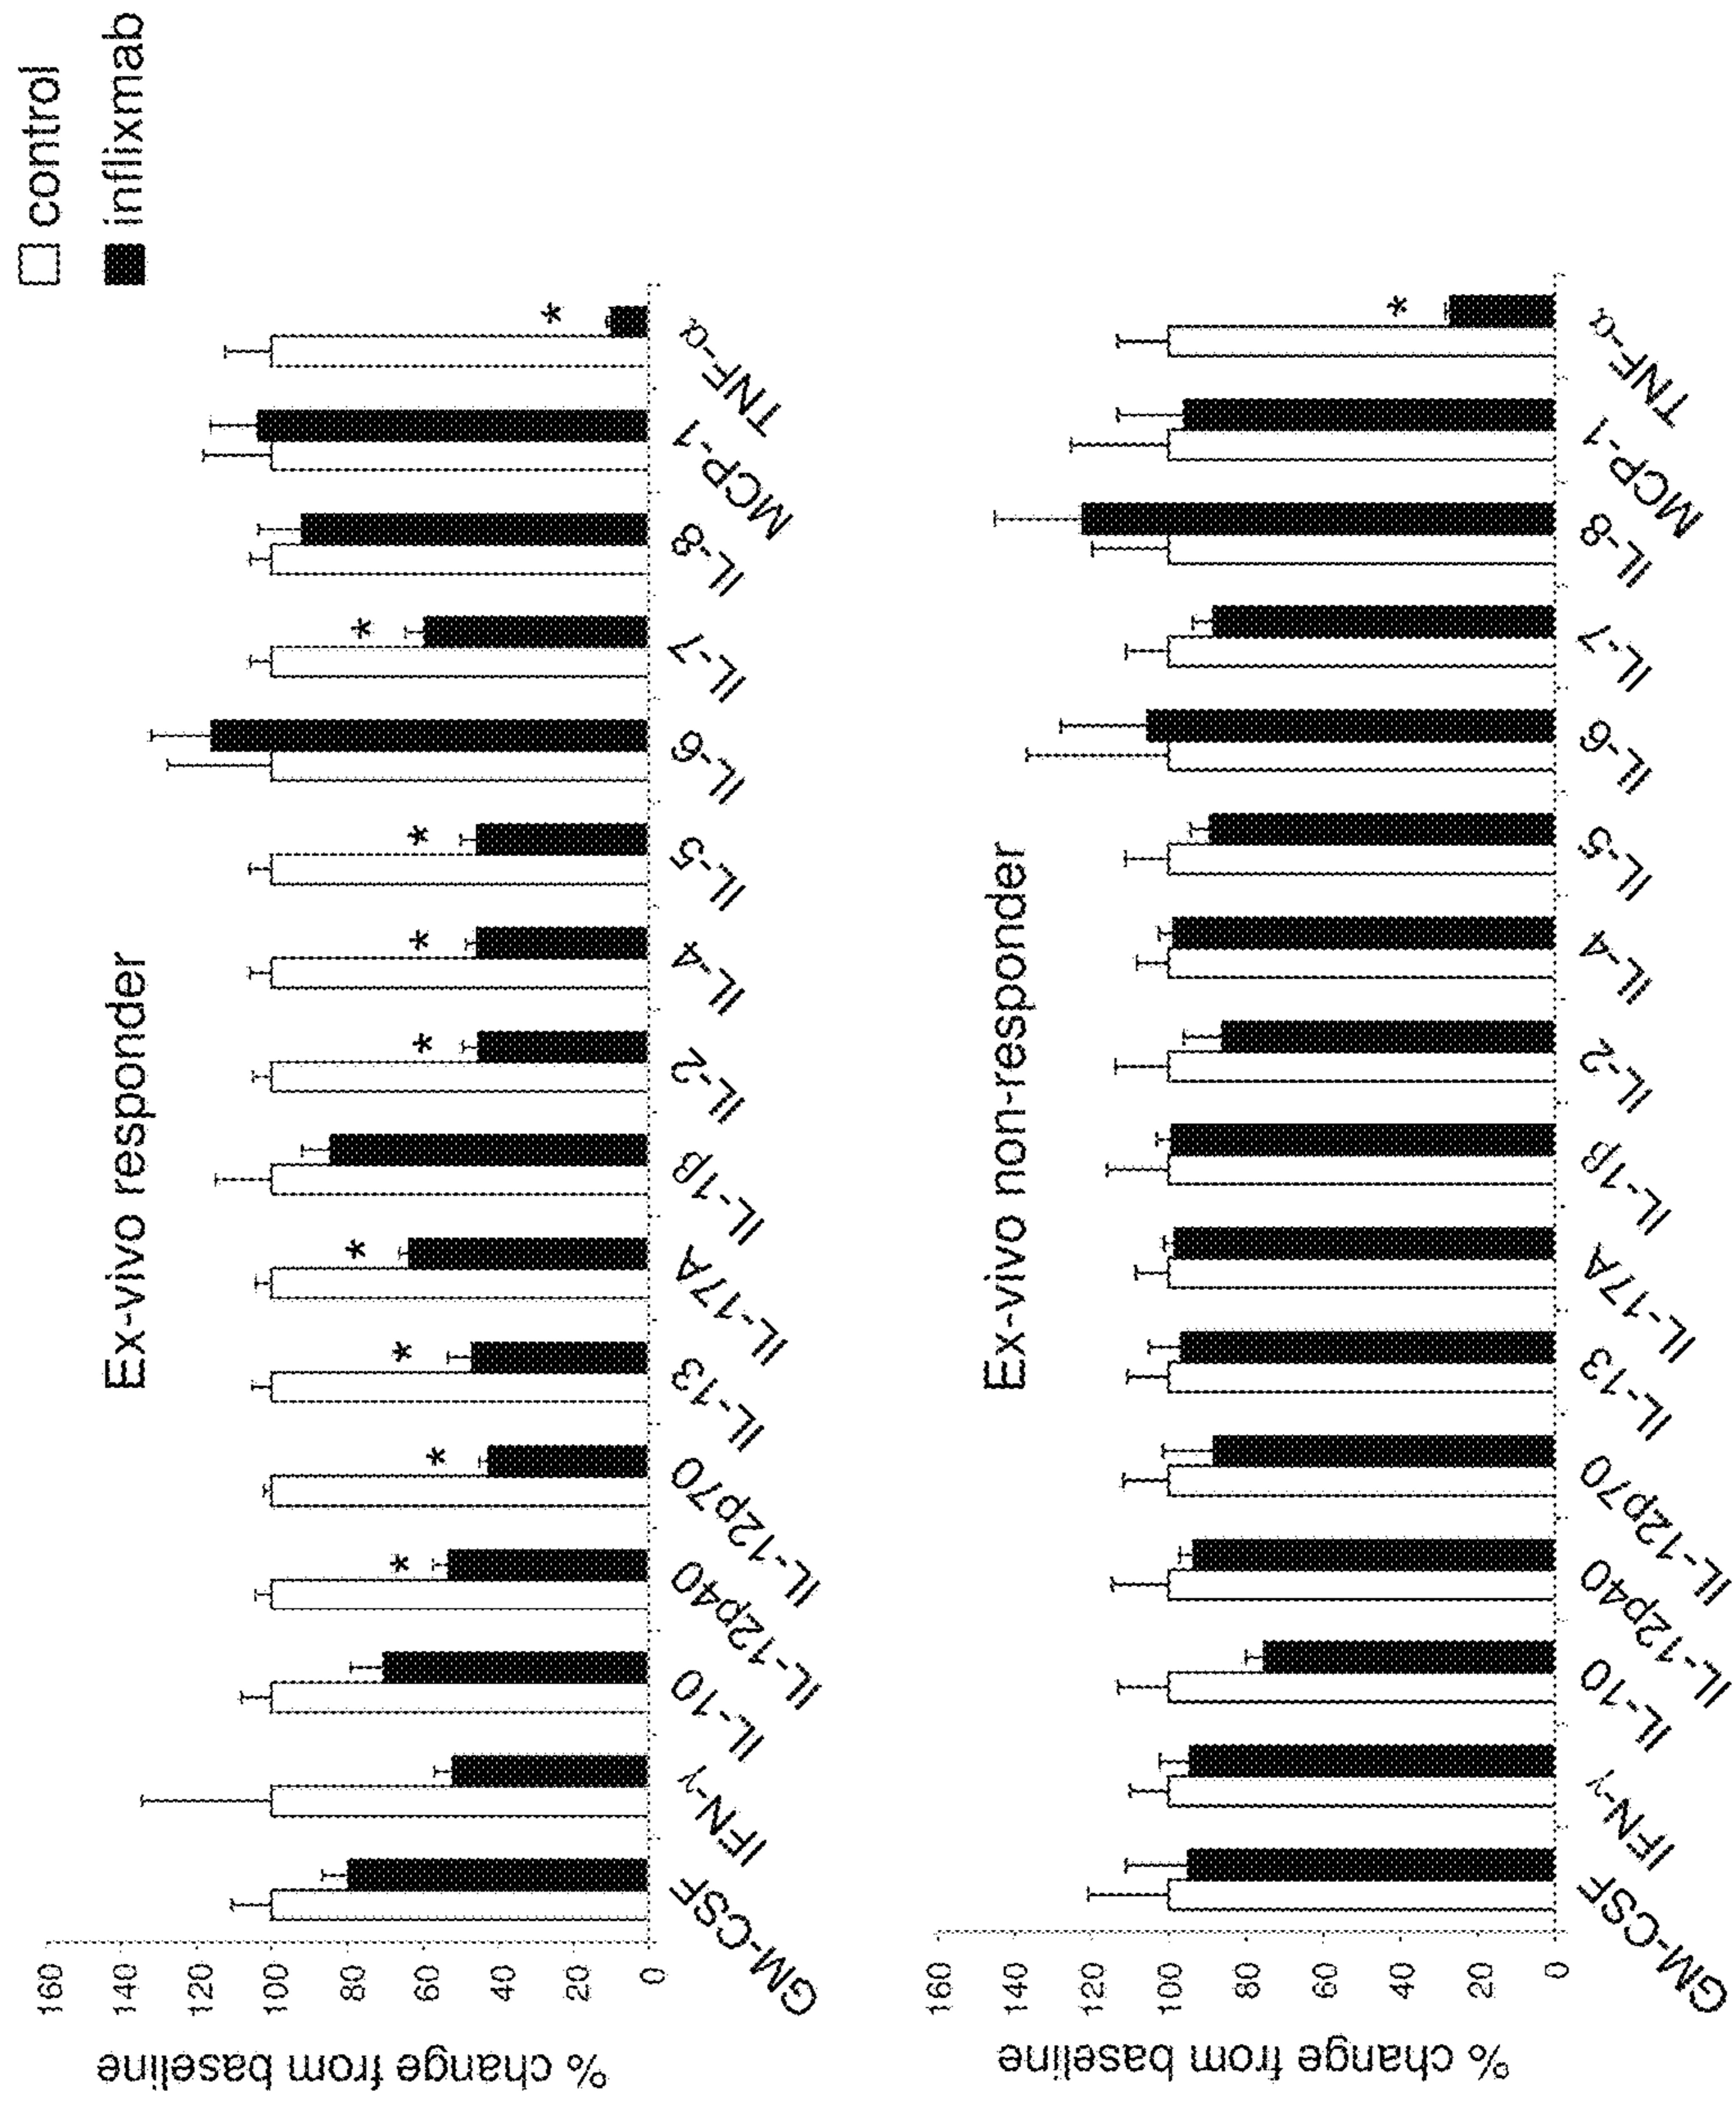 control
infliximab
Ex-vivo responder
% change from baseline
160
140
120
100
80
60
40
20
0
* * * * * * * * *
GM-CSF IFN-γ IL-10 IL-12p40 IL-12p70 IL-13 IL-17A IL-1β IL-2 IL-4 IL-5 IL-6 IL-7 IL-8 MCP-1 TNF-α
Ex-vivo non-responder
% change from baseline
160
140
120
100
80
60
40
20
0
*
GM-CSF IFN-γ IL-10 IL-12p40 IL-12p70 IL-13 IL-17A IL-1β IL-2 IL-4 IL-5 IL-6 IL-7 IL-8 MCP-1 TNF-α